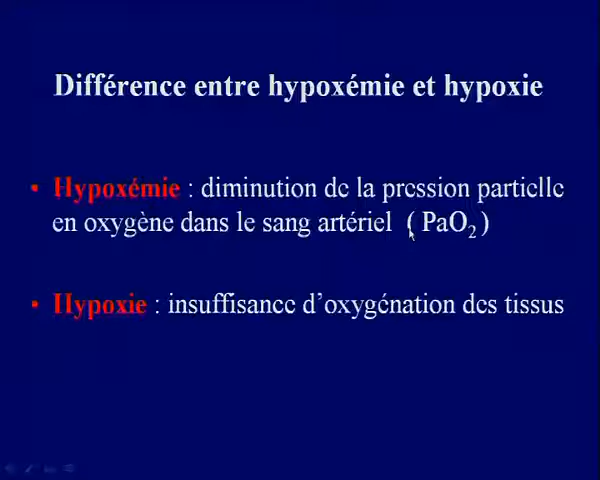 Différence entre hypoxémie et hypoxie
• Hypoxémie : diminution de la pression partielle
en oxygène dans le sang artériel ( PaO₂ )
• Hypoxie : insuffisance d’oxygénation des tissus